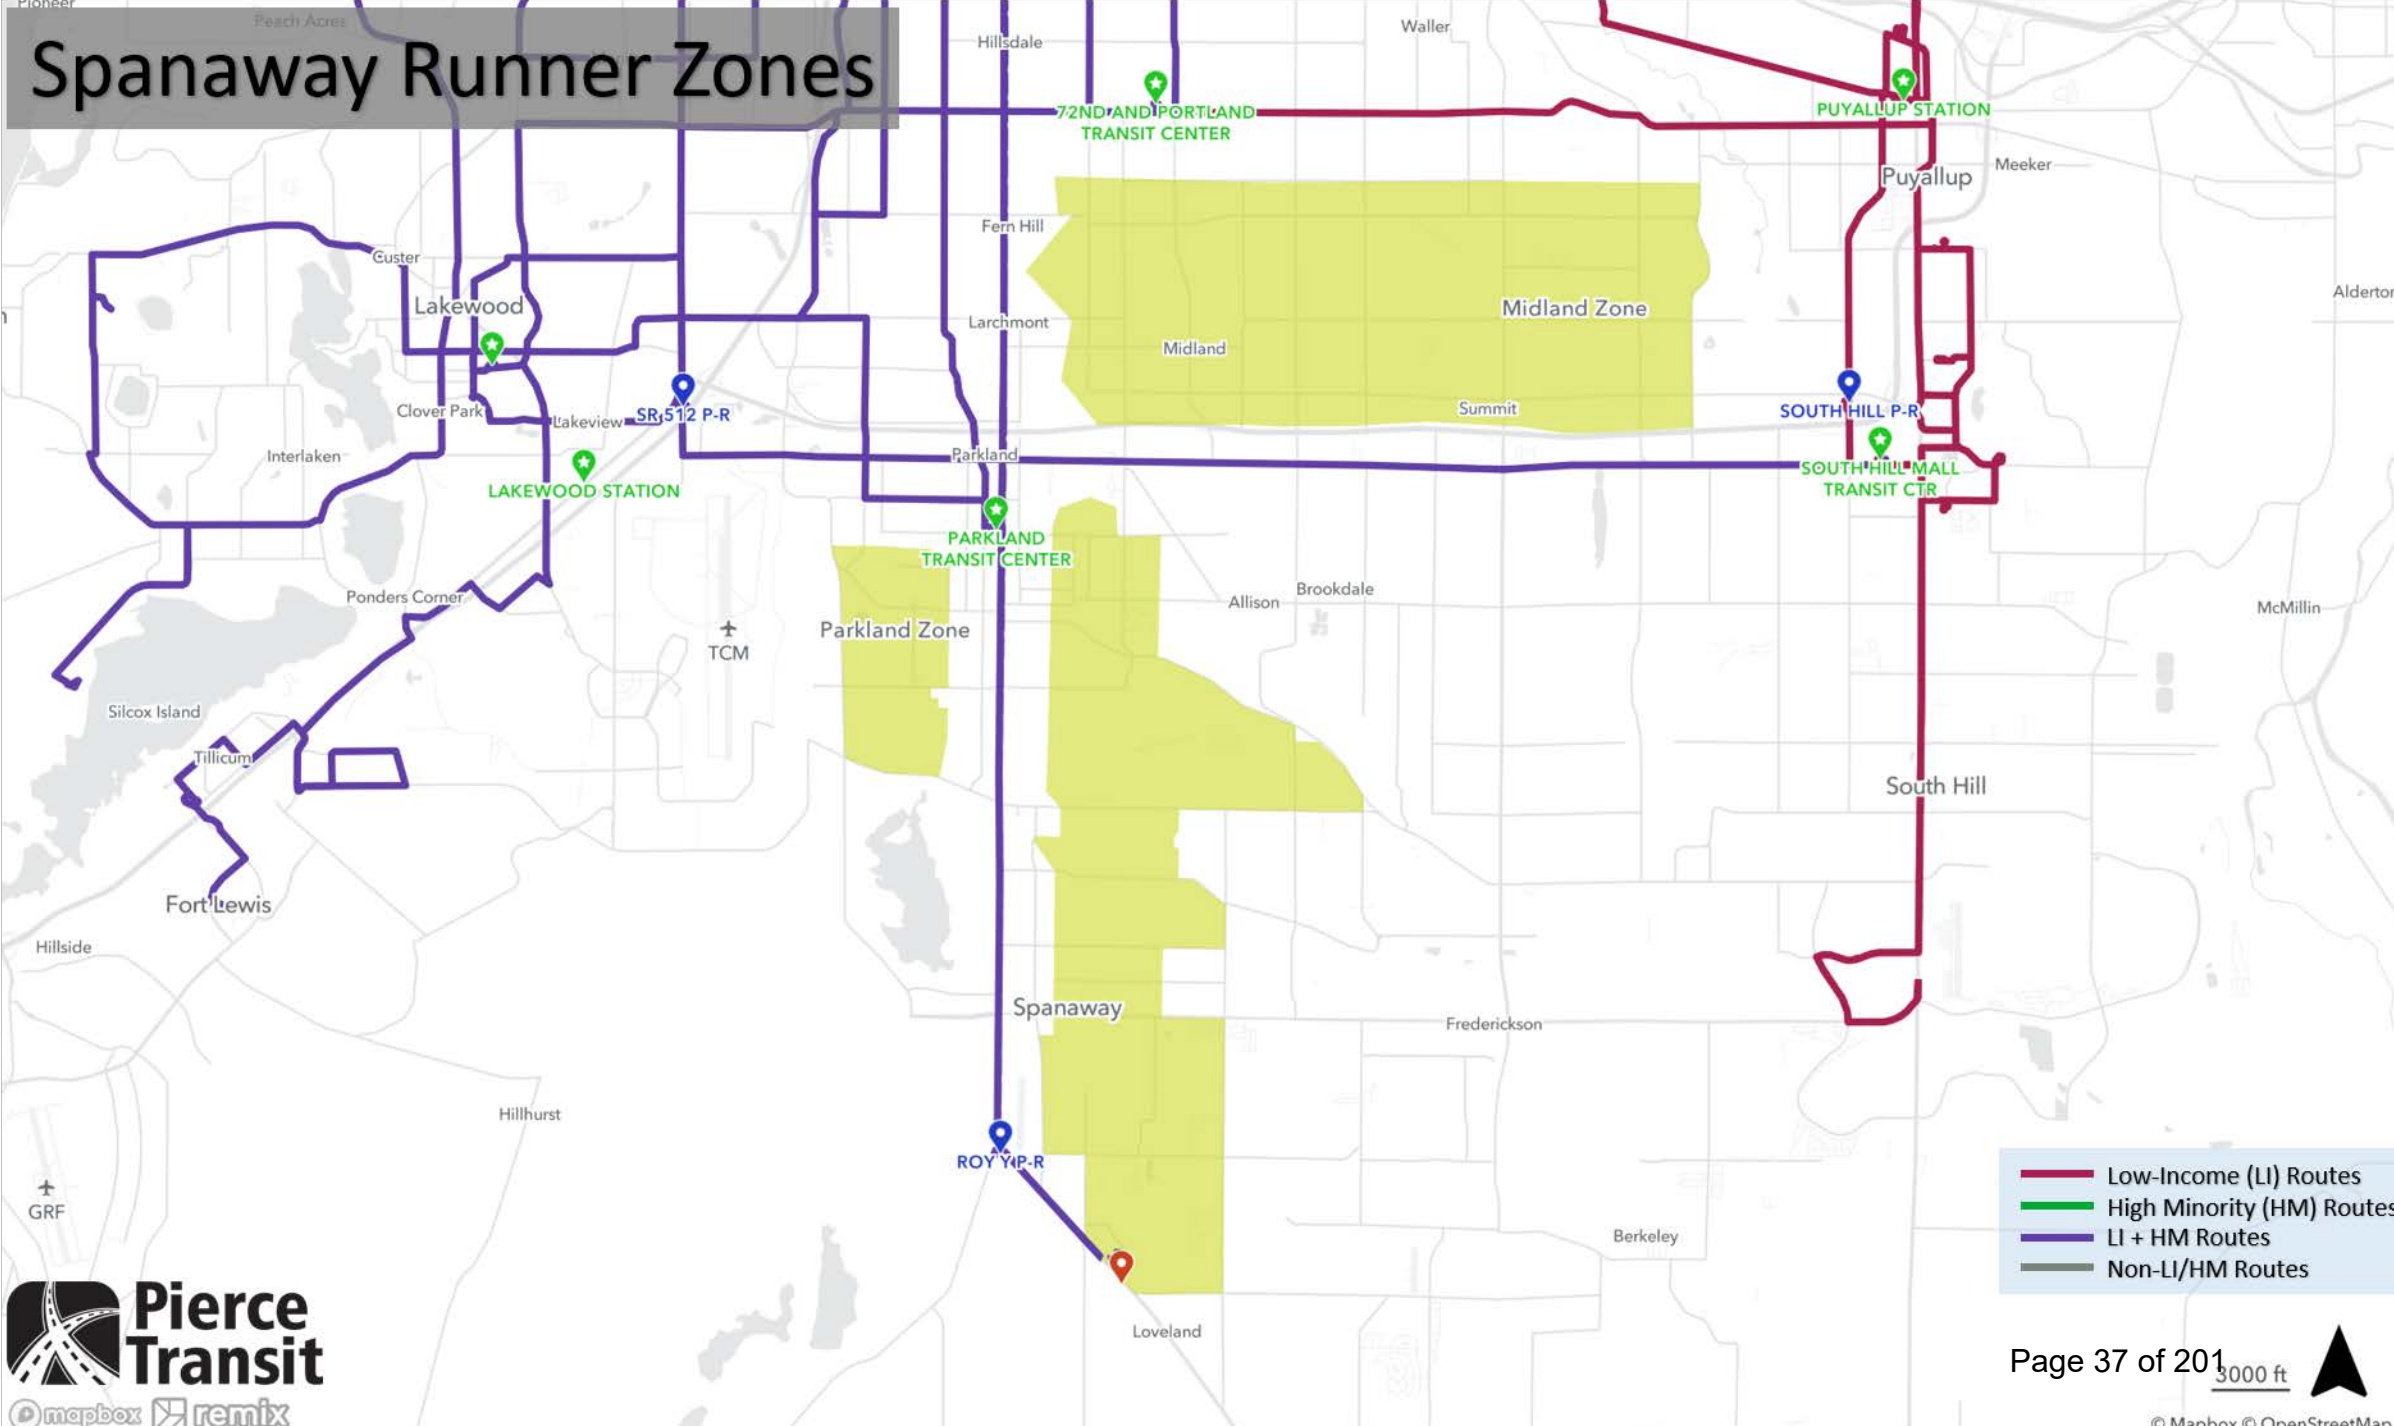 Pioneer
Peach Acres
Spanaway Runner Zones
Hillsdale
Waller
72ND AND PORTLAND
TRANSIT CENTER
PUYALLUP STATION
Meeker
Puyallup
Fern Hill
Custer
Lakewood
Larchmont
Midland Zone
Alderton
Midland
Clover Park
Lakeview
SR 512 P-R
Summit
SOUTH HILL P-R
Interlaken
Parkland
LAKEWOOD STATION
SOUTH HILL MALL
TRANSIT CTR
PARKLAND
TRANSIT CENTER
Ponders Corner
Allison
Brookdale
McMillin
Parkland Zone
TCM
Silcox Island
Tillicum
South Hill
Fort Lewis
Hillside
Spanaway
Frederickson
Hillhurst
ROY Y P-R
GRF
Low-Income (LI) Routes
High Minority (HM) Routes
LI + HM Routes
Non-LI/HM Routes
Berkeley
Loveland
Pierce
Transit
Page 37 of 201
3000 ft
mapbox remix
© Mapbox © OpenStreetMap